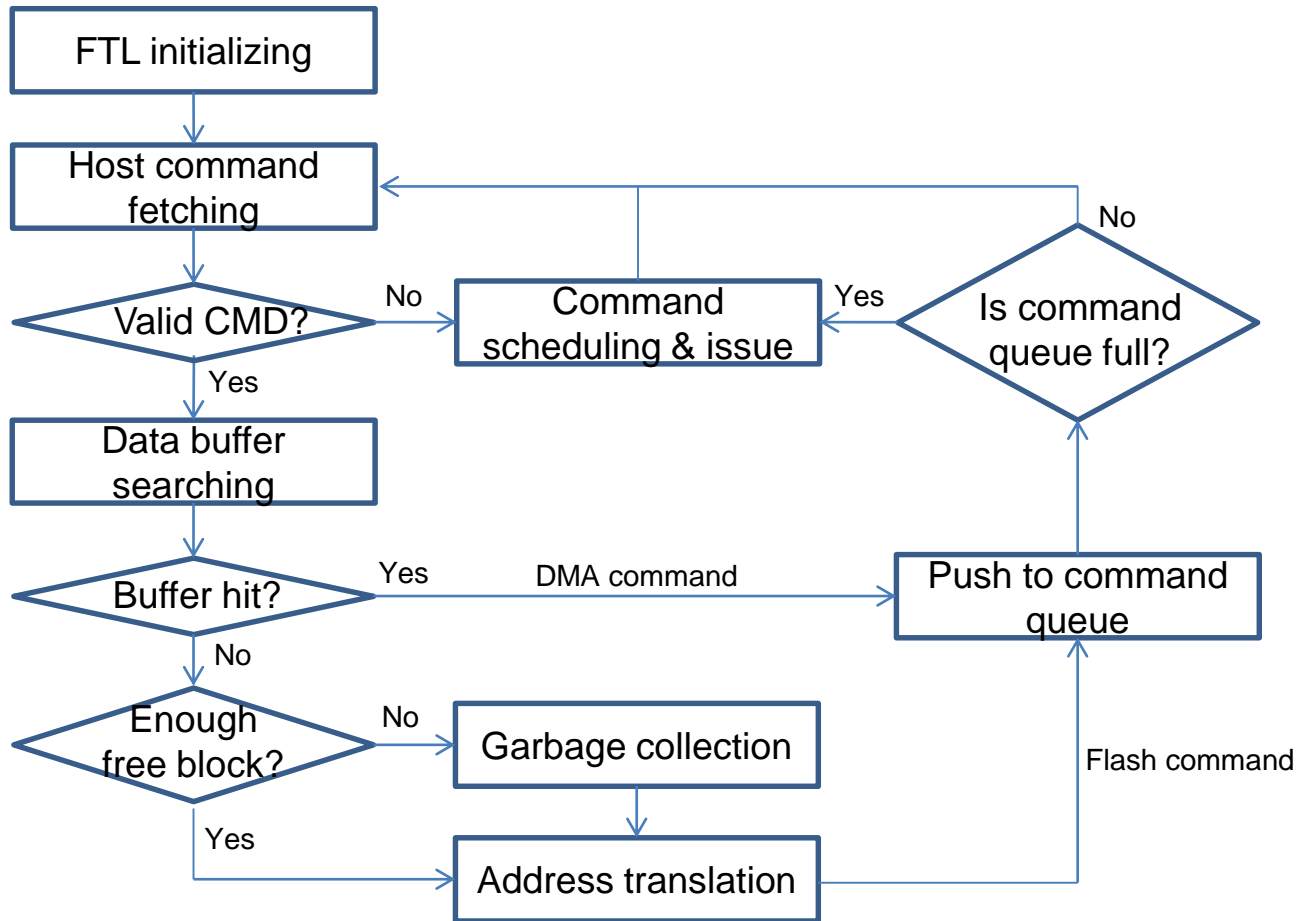 FTL initializing
Host command
fetching
No
Valid CMD?
No
Command
scheduling & issue
Yes
Is command
queue full?
Yes
Data buffer
searching
Buffer hit?
Yes
DMA command
Push to command
queue
No
Enough
free block?
No
Garbage collection
Flash command
Yes
Address translation